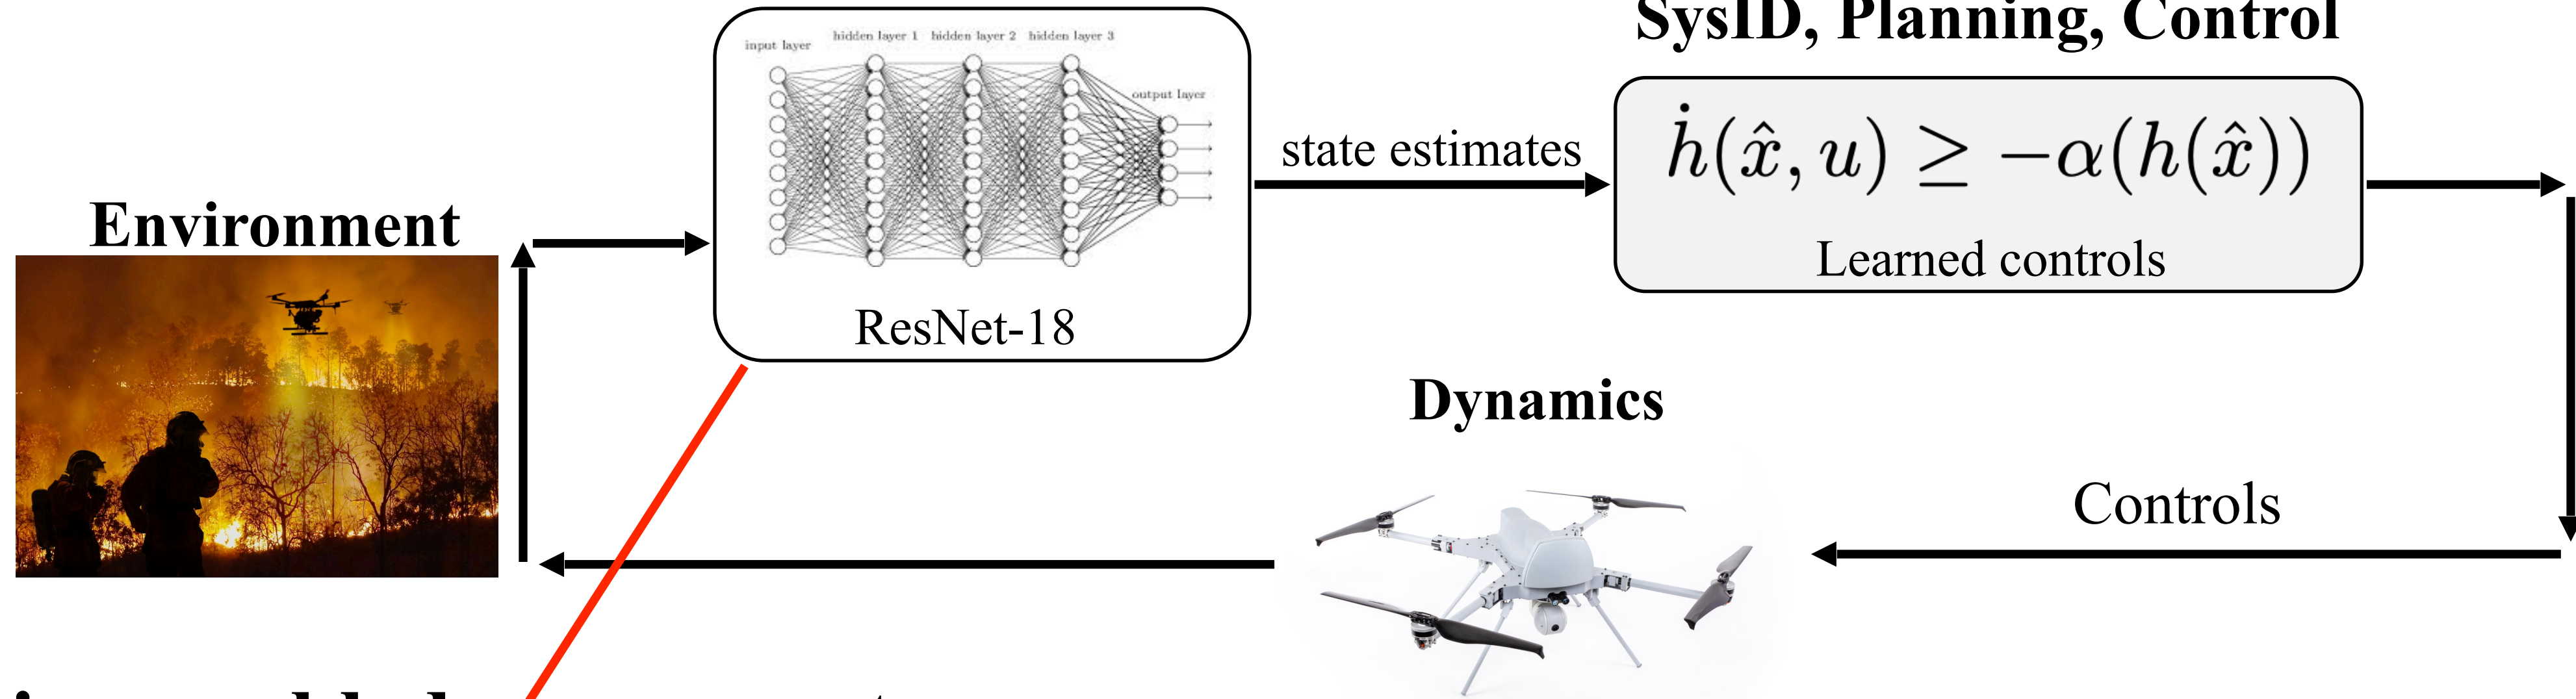 SysID, Planning, Control
input layer
hidden layer 1 hidden layer 2 hidden layer 3
output layer
ResNet-18
state estimates
ḣ(x̂, u) ≥ −α(h(x̂))
Learned controls
Environment
Dynamics
Controls